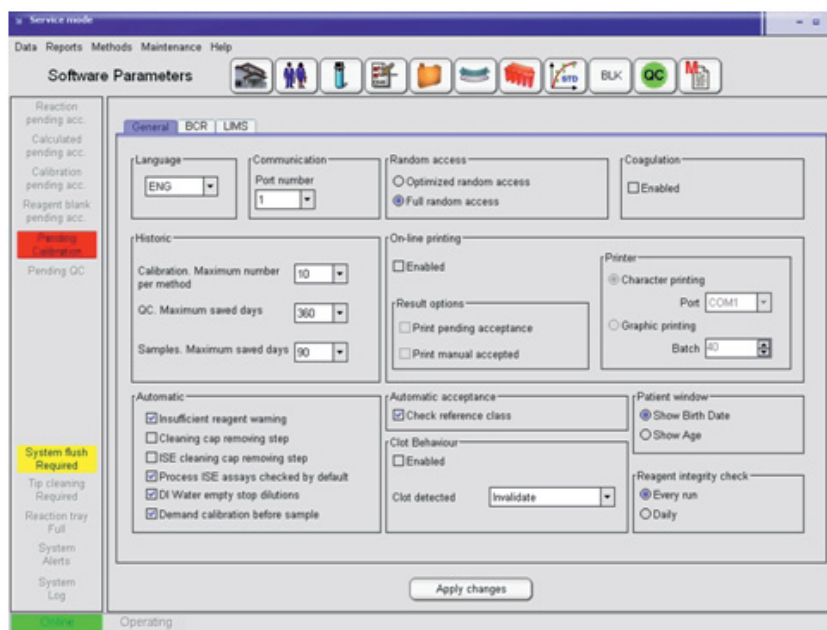 Service mode
Data Reports Methods Maintenance Help
Software Parameters
STD
BLK
QC
M
Reaction
pending acc.
Calculated
pending acc.
Calibration
pending acc.
Reagent blank
pending acc.
Pending
Calibration
Pending QC
System flush
Required
Tip cleaning
Required
Reaction tray
Full
System
Alerts
System
Log
General BCR LIMS
Language
ENG
Communication
Port number
1
Random access
Optimized random access
Full random access
Coagulation
Enabled
Historic
Calibration. Maximum number
per method
10
QC. Maximum saved days
360
Samples. Maximum saved days
90
On-line printing
Enabled
Result options
Print pending acceptance
Print manual accepted
Printer
Character printing
Port COM1
Graphic printing
Batch 40
Automatic
Insufficient reagent warning
Cleaning cap removing step
ISE cleaning cap removing step
Process ISE assays checked by default
DI Water empty stop dilutions
Demand calibration before sample
Automatic acceptance
Check reference class
Clot Behaviour
Enabled
Clot detected Invalidate
Patient window
Show Birth Date
Show Age
Reagent integrity check
Every run
Daily
Apply changes
Online Operating